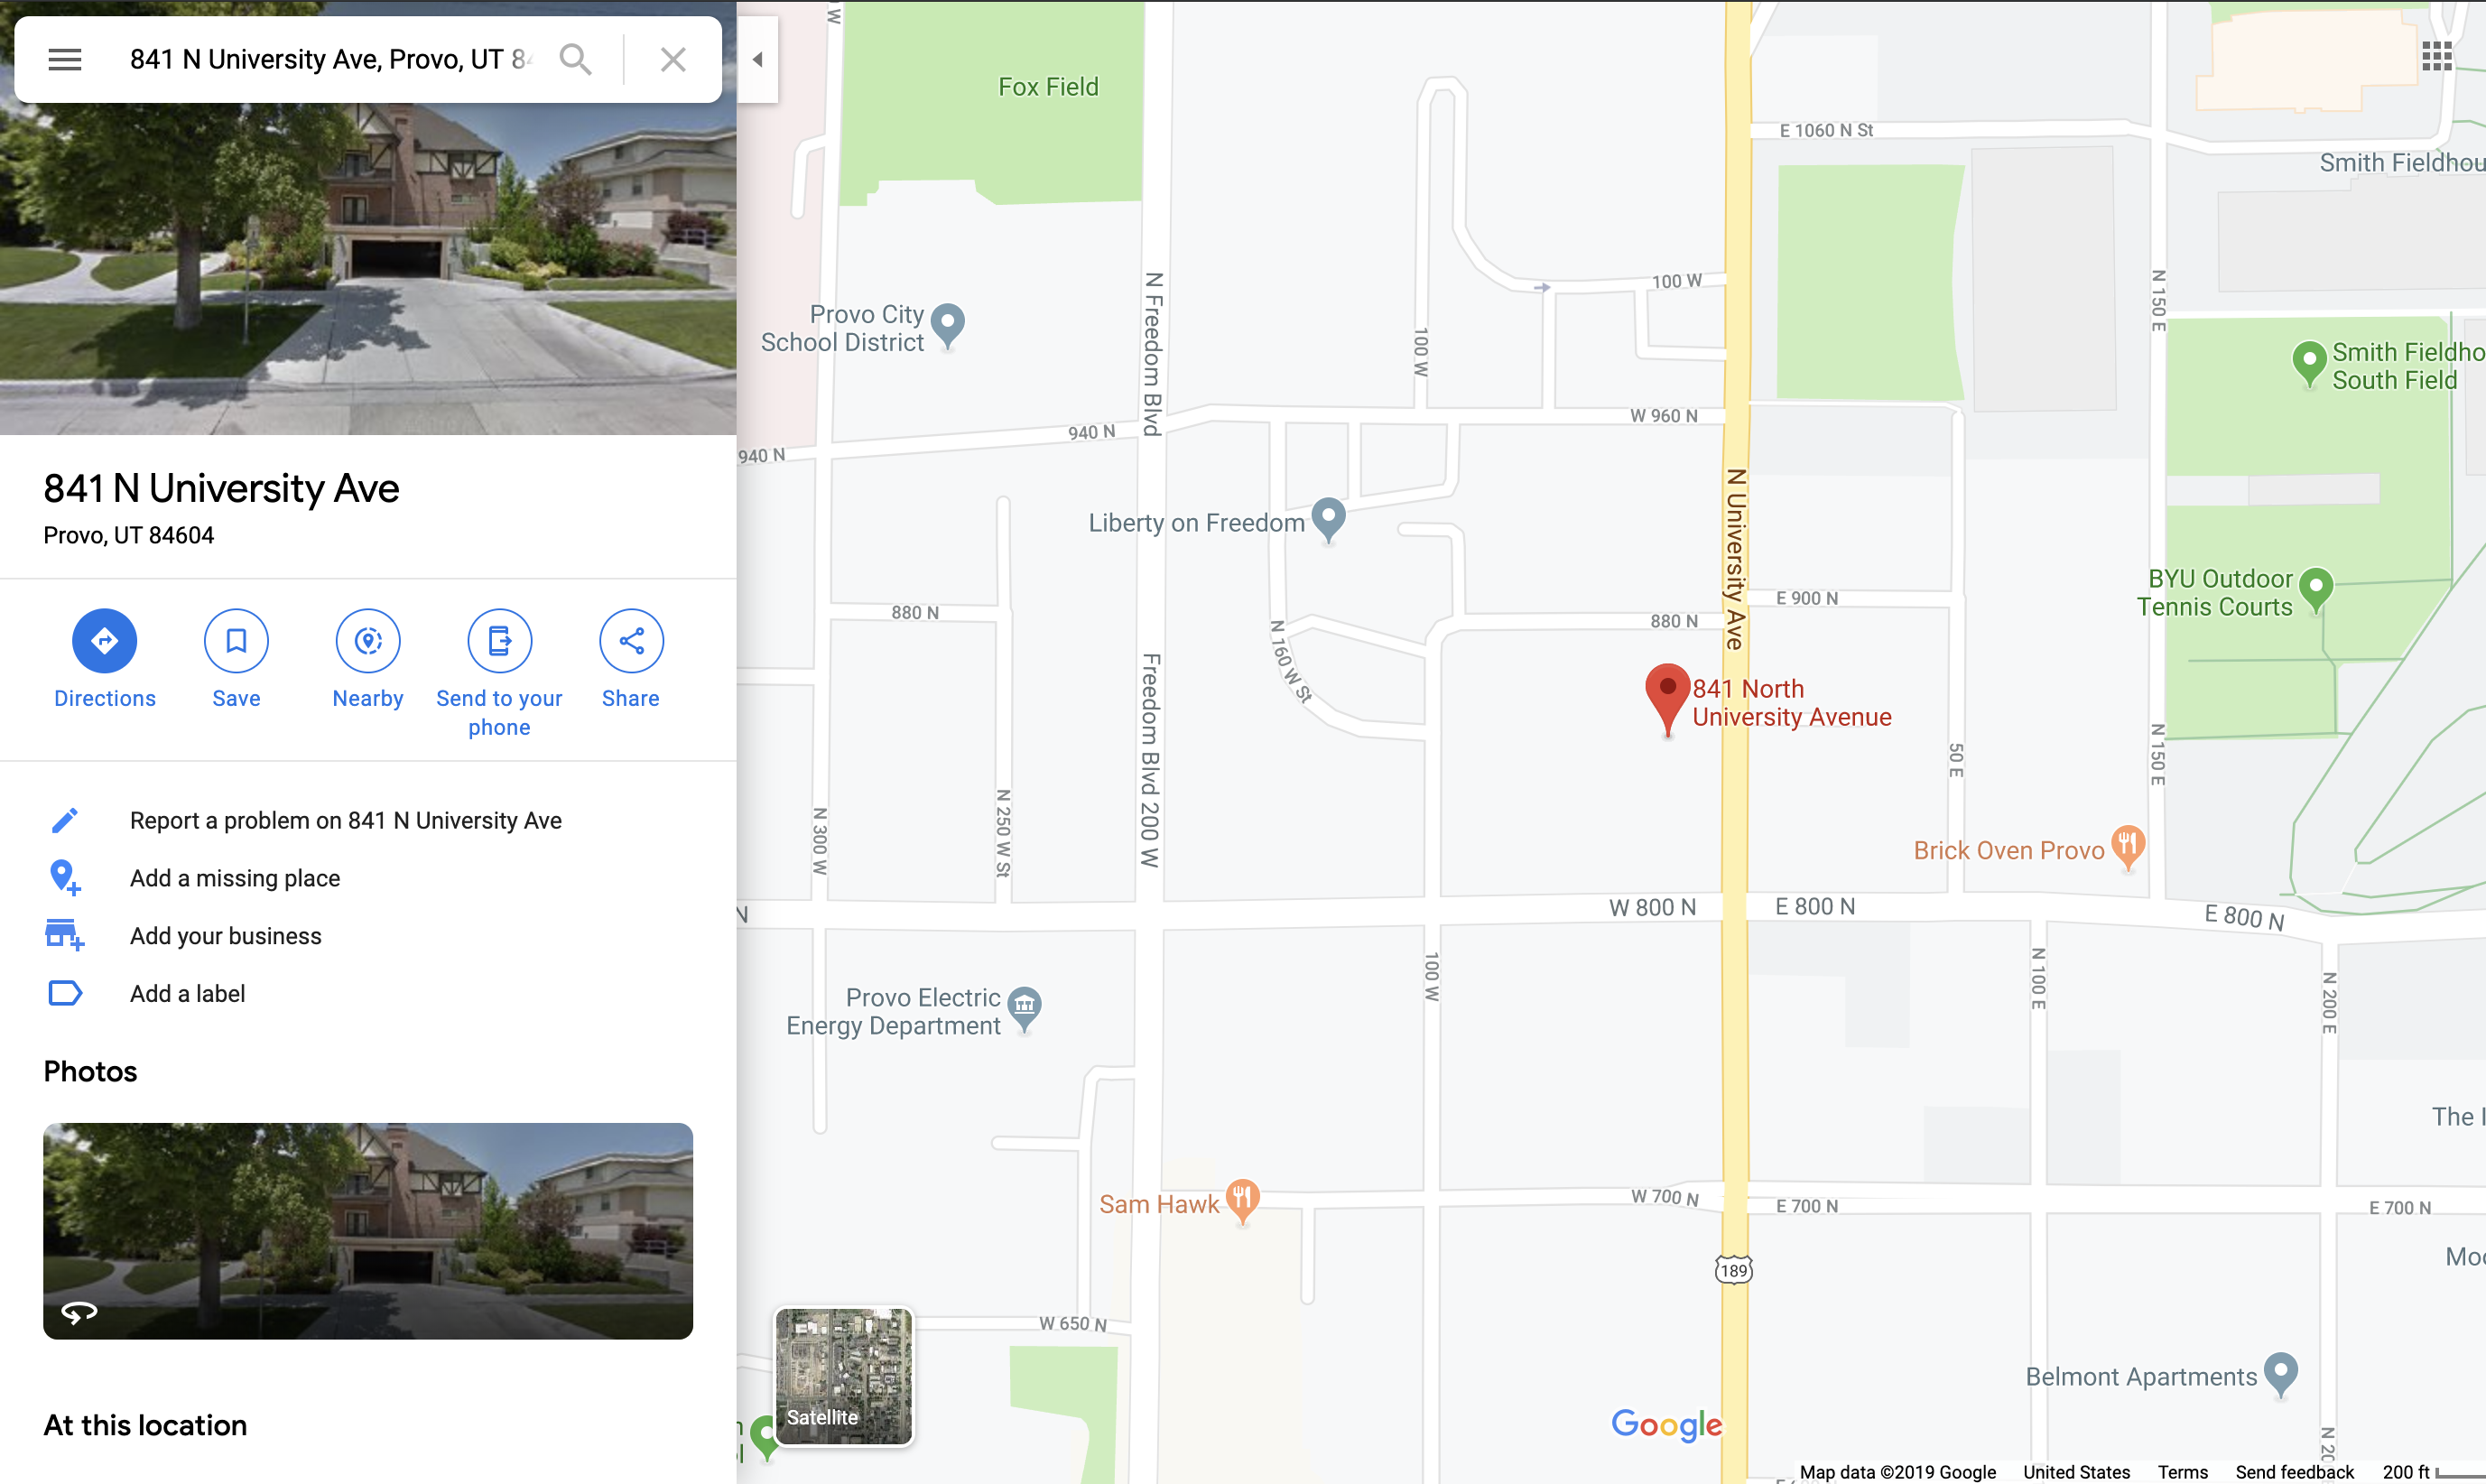 841 N University Ave, Provo, UT 84
841 N University Ave
Provo, UT 84604
Directions
Save
Nearby
Send to your
phone
Share
Report a problem on 841 N University Ave
Add a missing place
Add your business
Add a label
Photos
At this location
W
Fox Field
E 1060 N St
Smith Fieldhou
N Freedom Blvd
100 W
N 150 E
Provo City
School District
100 W
Smith Fieldho
South Field
940 N
940 N
W 960 N
N University Ave
Liberty on Freedom
BYU Outdoor
Tennis Courts
880 N
880 N
E 900 N
N 160 W St
841 North
University Avenue
Freedom Blvd 200 W
50 E
N 150 E
N 300 W
N 250 W St
Brick Oven Provo
N
W 800 N
E 800 N
E 800 N
100 W
N 100 E
N 200 E
Provo Electric
Energy Department
The
Sam Hawk
W 700 N
E 700 N
E 700 N
Moo
189
W 650 N
Belmont Apartments
Satellite
Google
N 20
Map data ©2019 Google
United States
Terms
Send feedback
200 ft